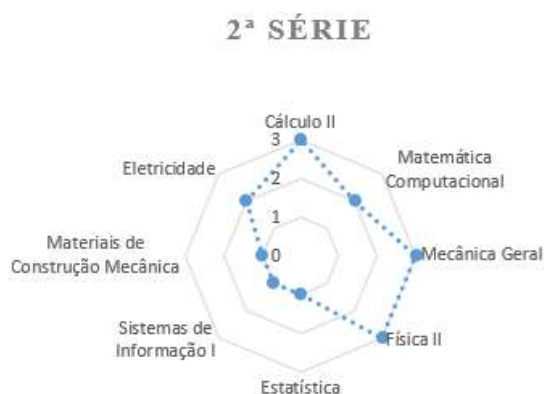 2ª SÉRIE
Cálculo II
3
Matemática
Computacional
Eletricidade
2
1
Materiais de
Construção Mecânica
0
Mecânica Geral
Sistemas de
Informação I
Física II
Estatística